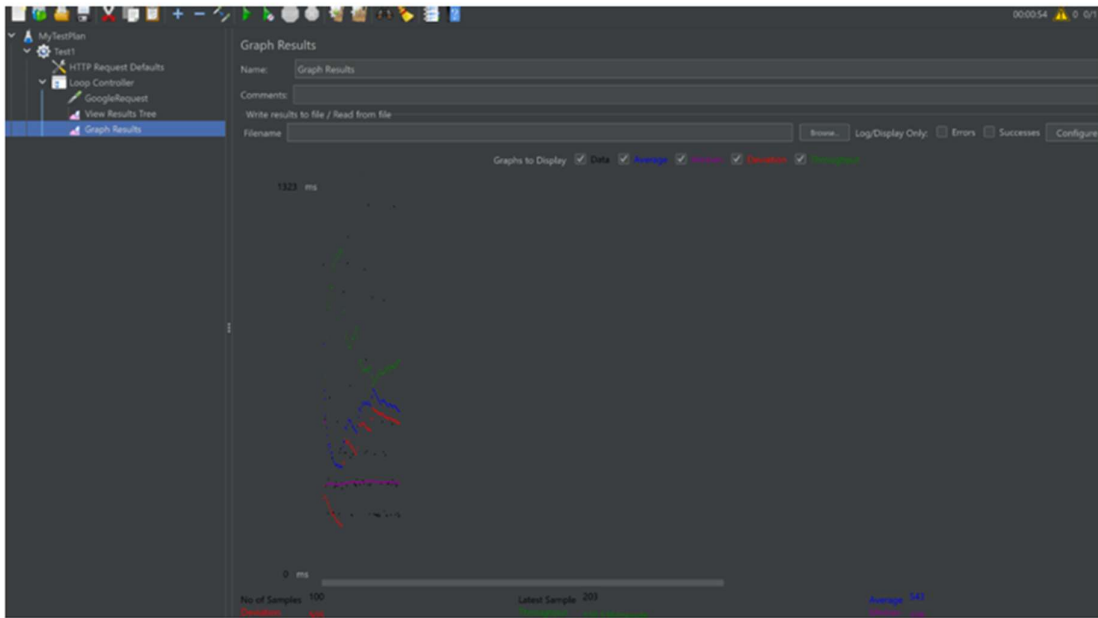 00:00:54 0 0/1
MyTestPlan
Test1
HTTP Request Defaults
Loop Controller
GoogleRequest
View Results Tree
Graph Results
Graph Results
Name: Graph Results
Comments:
Write results to file / Read from file
Filename Browse... Log/Display Only: Errors Successes Configure
Graphs to Display Data Average Median Deviation Throughput
1323 ms
0 ms
No of Samples 100 Latest Sample 203 Average 543
Deviation